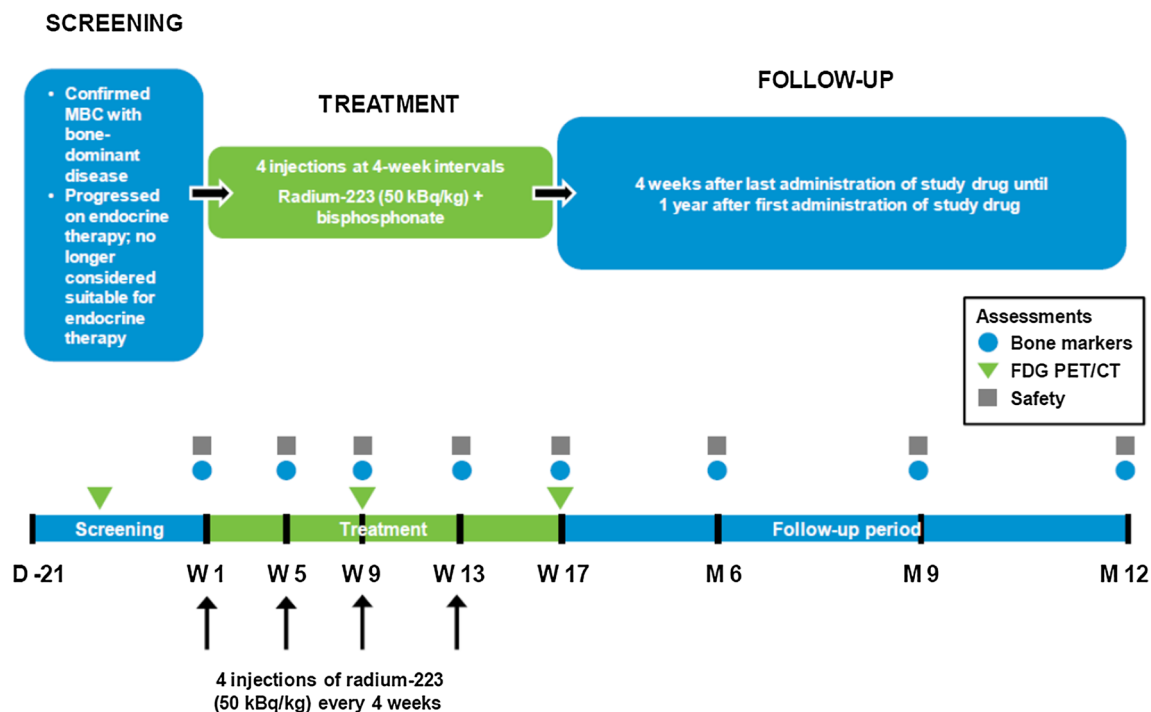 SCREENING
• Confirmed
MBC with
bone-
dominant
disease
• Progressed
on endocrine
therapy; no
longer
considered
suitable for
endocrine
therapy
TREATMENT
4 injections at 4-week intervals
Radium-223 (50 kBq/kg) +
bisphosphonate
FOLLOW-UP
4 weeks after last administration of study drug until
1 year after first administration of study drug
Assessments
Bone markers
FDG PET/CT
Safety
Screening
Treatment
Follow-up period
D -21
W 1
W 5
W 9
W 13
W 17
M 6
M 9
M 12
4 injections of radium-223
(50 kBq/kg) every 4 weeks